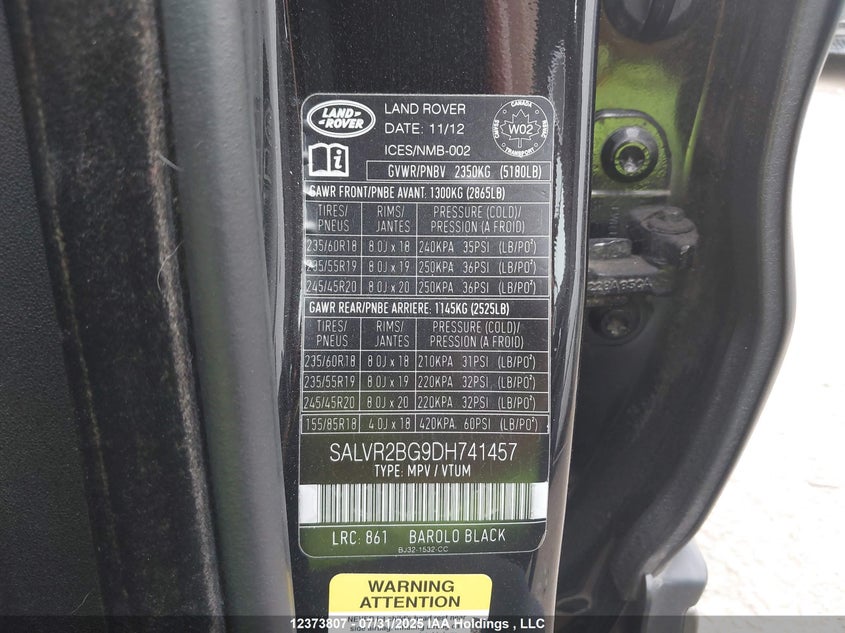 LAND ROVER
LAND ROVER
DATE: 11/12
ICES/NMB-002
CANADA
W02
TRANSPORT
GVWR/PNBV 2350KG (5180LB)
GAWR FRONT/PNBE AVANT: 1300KG (2865LB)
TIRES/ PNEUS RIMS/ JANTES PRESSURE (COLD)/ PRESSION (A FROID)
235/60R18 8.0J x 18 240KPA 35PSI (LB/PO²)
235/55R19 8.0J x 19 250KPA 36PSI (LB/PO²)
245/45R20 8.0J x 20 250KPA 36PSI (LB/PO²)
GAWR REAR/PNBE ARRIERE: 1145KG (2525LB)
TIRES/ PNEUS RIMS/ JANTES PRESSURE (COLD)/ PRESSION (A FROID)
235/60R18 8.0J x 18 210KPA 31PSI (LB/PO²)
235/55R19 8.0J x 19 220KPA 32PSI (LB/PO²)
245/45R20 8.0J x 20 220KPA 32PSI (LB/PO²)
155/85R18 4.0J x 18 420KPA 60PSI (LB/PO²)
SALVR2BG9DH741457
TYPE: MPV / VTUM
LRC: 861 BAROLO BLACK
BJ32-1532-CC
WARNING
ATTENTION
12373807 - 07/31/2025 IAA Holdings, LLC/